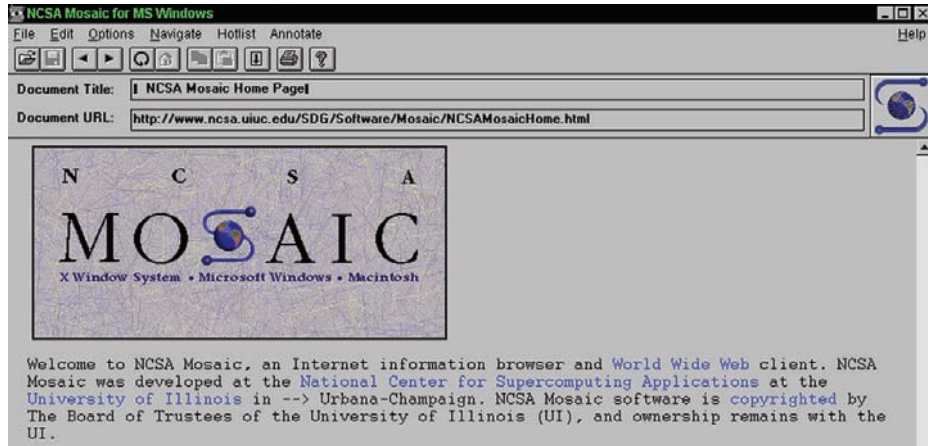 NCSA Mosaic for MS Windows
File Edit Options Navigate Hotlist Annotate Help
Document Title: NCSA Mosaic Home Page
Document URL: http://www.ncsa.uiuc.edu/SDG/Software/Mosaic/NCSAMosaicHome.html
N C S A
MOSAIC
X Window System • Microsoft Windows • Macintosh
Welcome to NCSA Mosaic, an Internet information browser and World Wide Web client. NCSA
Mosaic was developed at the National Center for Supercomputing Applications at the
University of Illinois in --> Urbana-Champaign. NCSA Mosaic software is copyrighted by
The Board of Trustees of the University of Illinois (UI), and ownership remains with the
UI.